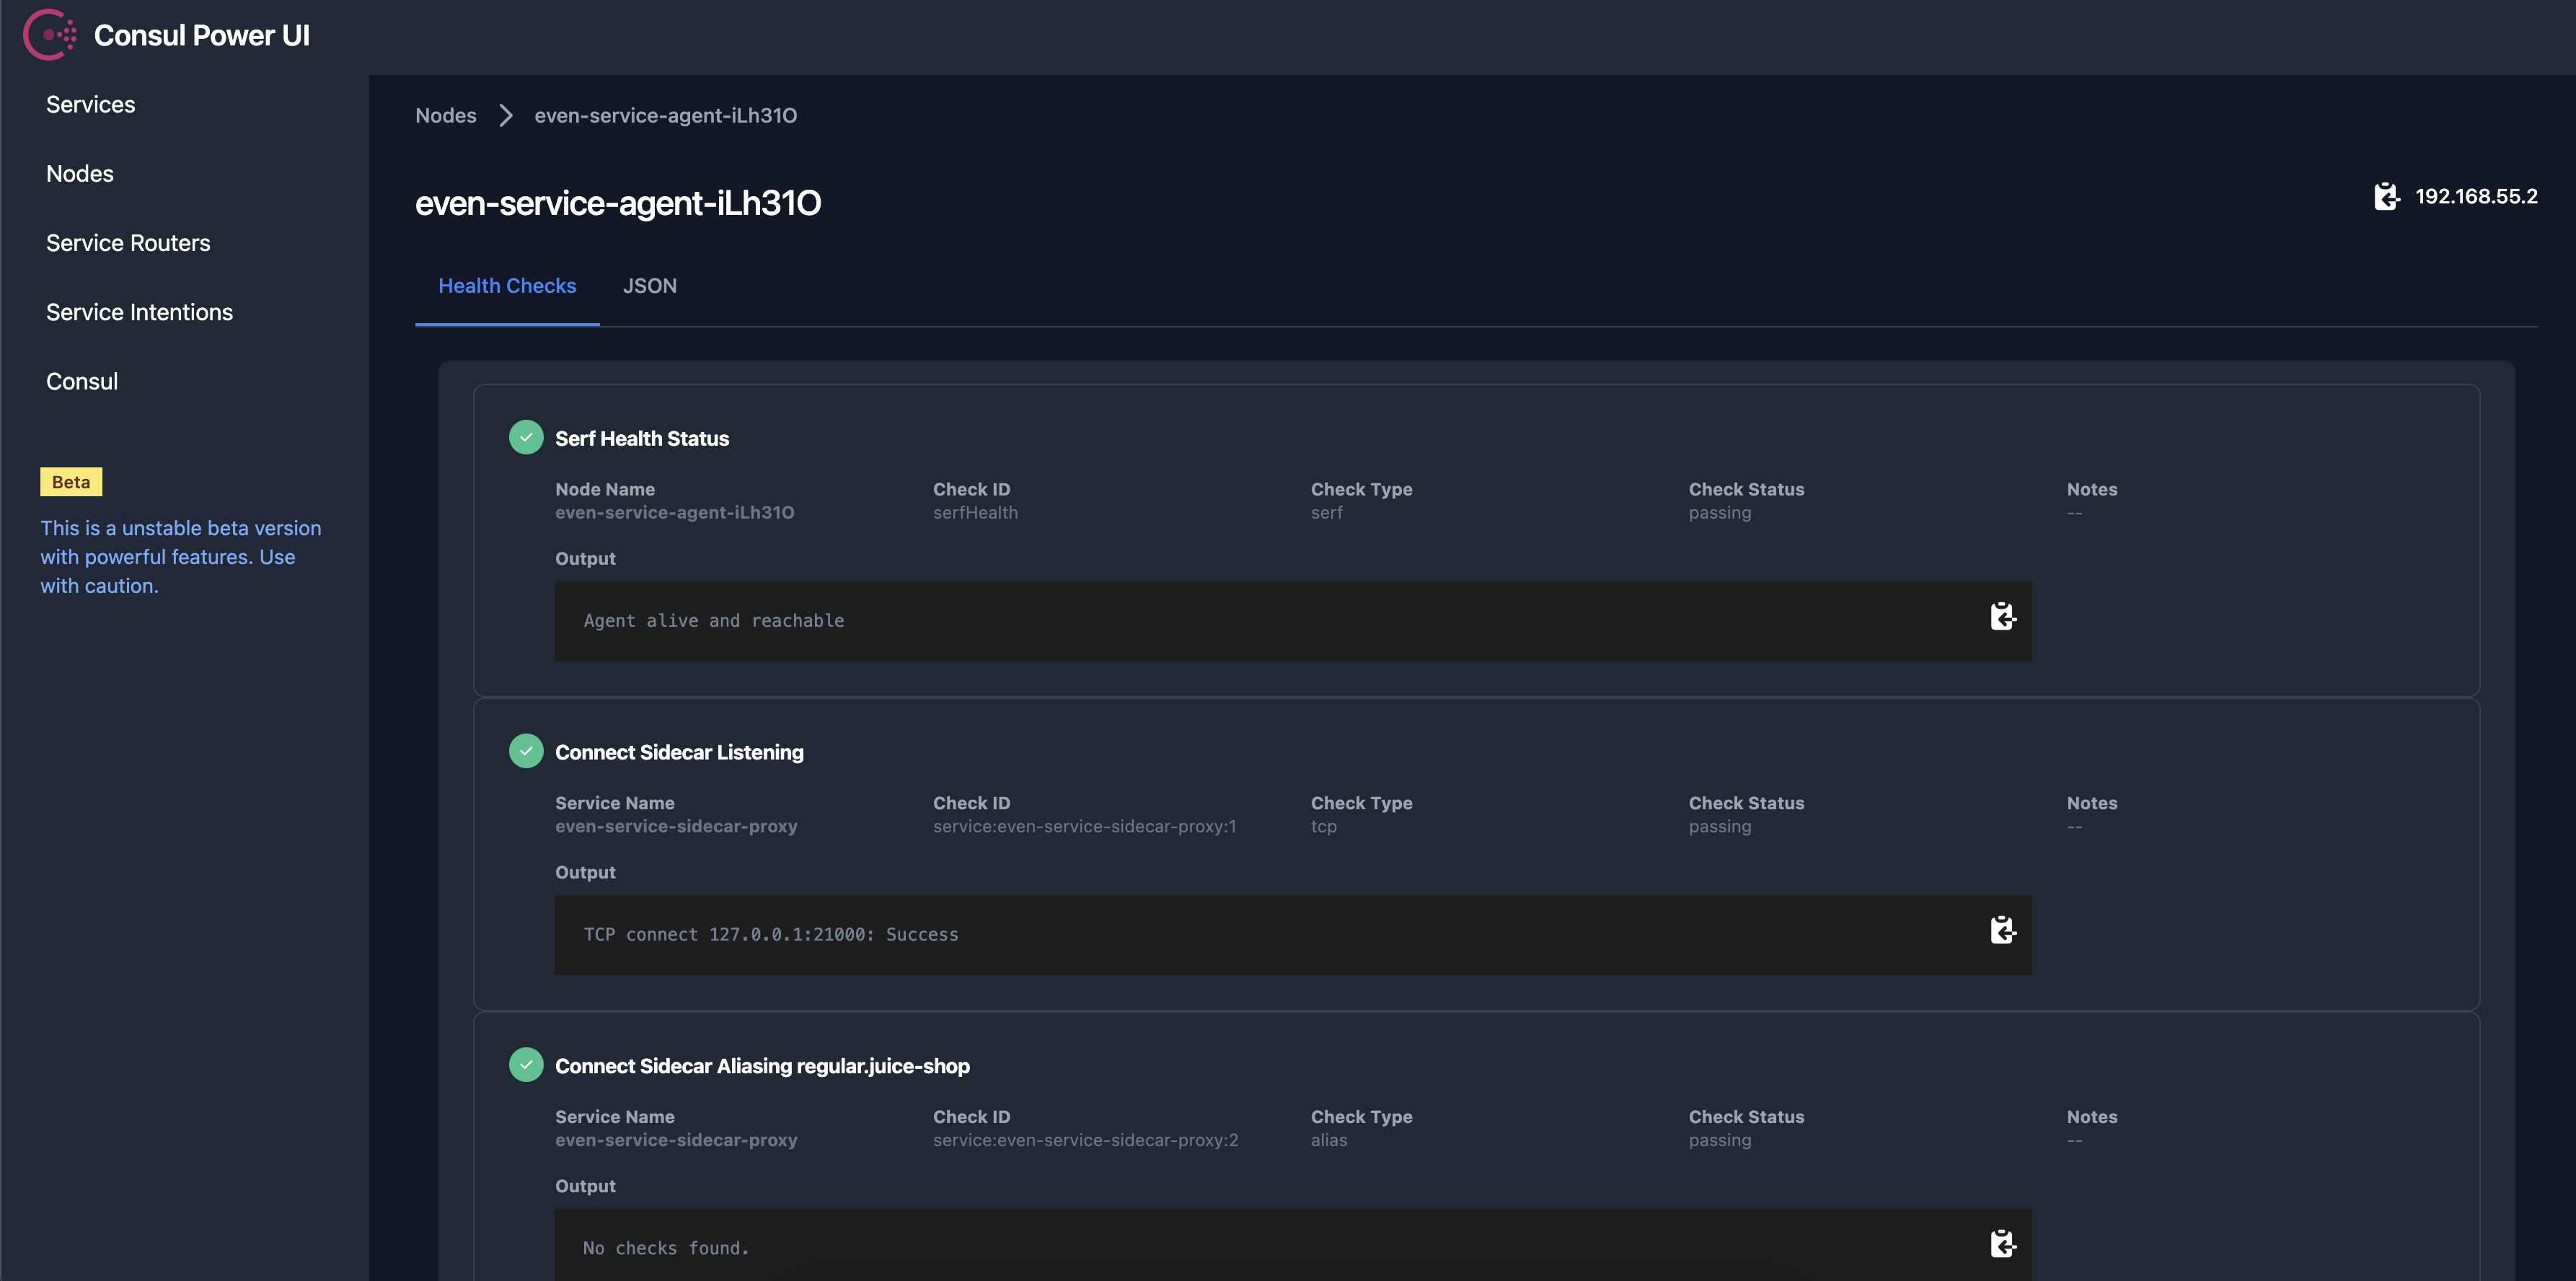 Consul Power UI
Services
Nodes
Service Routers
Service Intentions
Consul
Beta
This is a unstable beta version
with powerful features. Use
with caution.
Nodes
even-service-agent-iLh31O
even-service-agent-iLh31O
192.168.55.2
Health Checks
JSON
Serf Health Status
Node Name
even-service-agent-iLh31O
Check ID
serfHealth
Check Type
serf
Check Status
passing
Notes
--
Output
Agent alive and reachable
Connect Sidecar Listening
Service Name
even-service-sidecar-proxy
Check ID
service:even-service-sidecar-proxy:1
Check Type
tcp
Check Status
passing
Notes
--
Output
TCP connect 127.0.0.1:21000: Success
Connect Sidecar Aliasing regular.juice-shop
Service Name
even-service-sidecar-proxy
Check ID
service:even-service-sidecar-proxy:2
Check Type
alias
Check Status
passing
Notes
--
Output
No checks found.